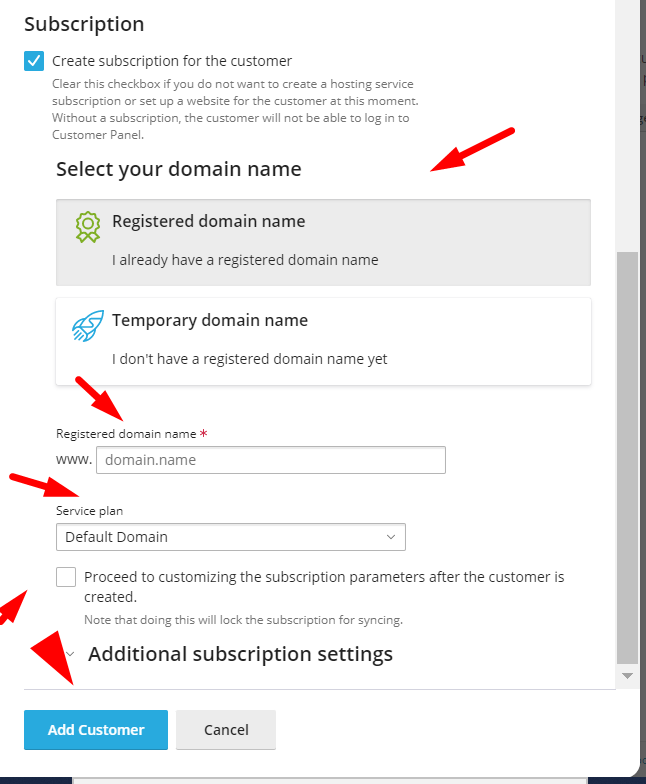 Subscription
Create subscription for the customer
Clear this checkbox if you do not want to create a hosting service
subscription or set up a website for the customer at this moment.
Without a subscription, the customer will not be able to log in to
Customer Panel.
Select your domain name
Registered domain name
I already have a registered domain name
Temporary domain name
I don't have a registered domain name yet
Registered domain name *
www. domain.name
Service plan
Default Domain
Proceed to customizing the subscription parameters after the customer is
created.
Note that doing this will lock the subscription for syncing.
Additional subscription settings
Add Customer Cancel